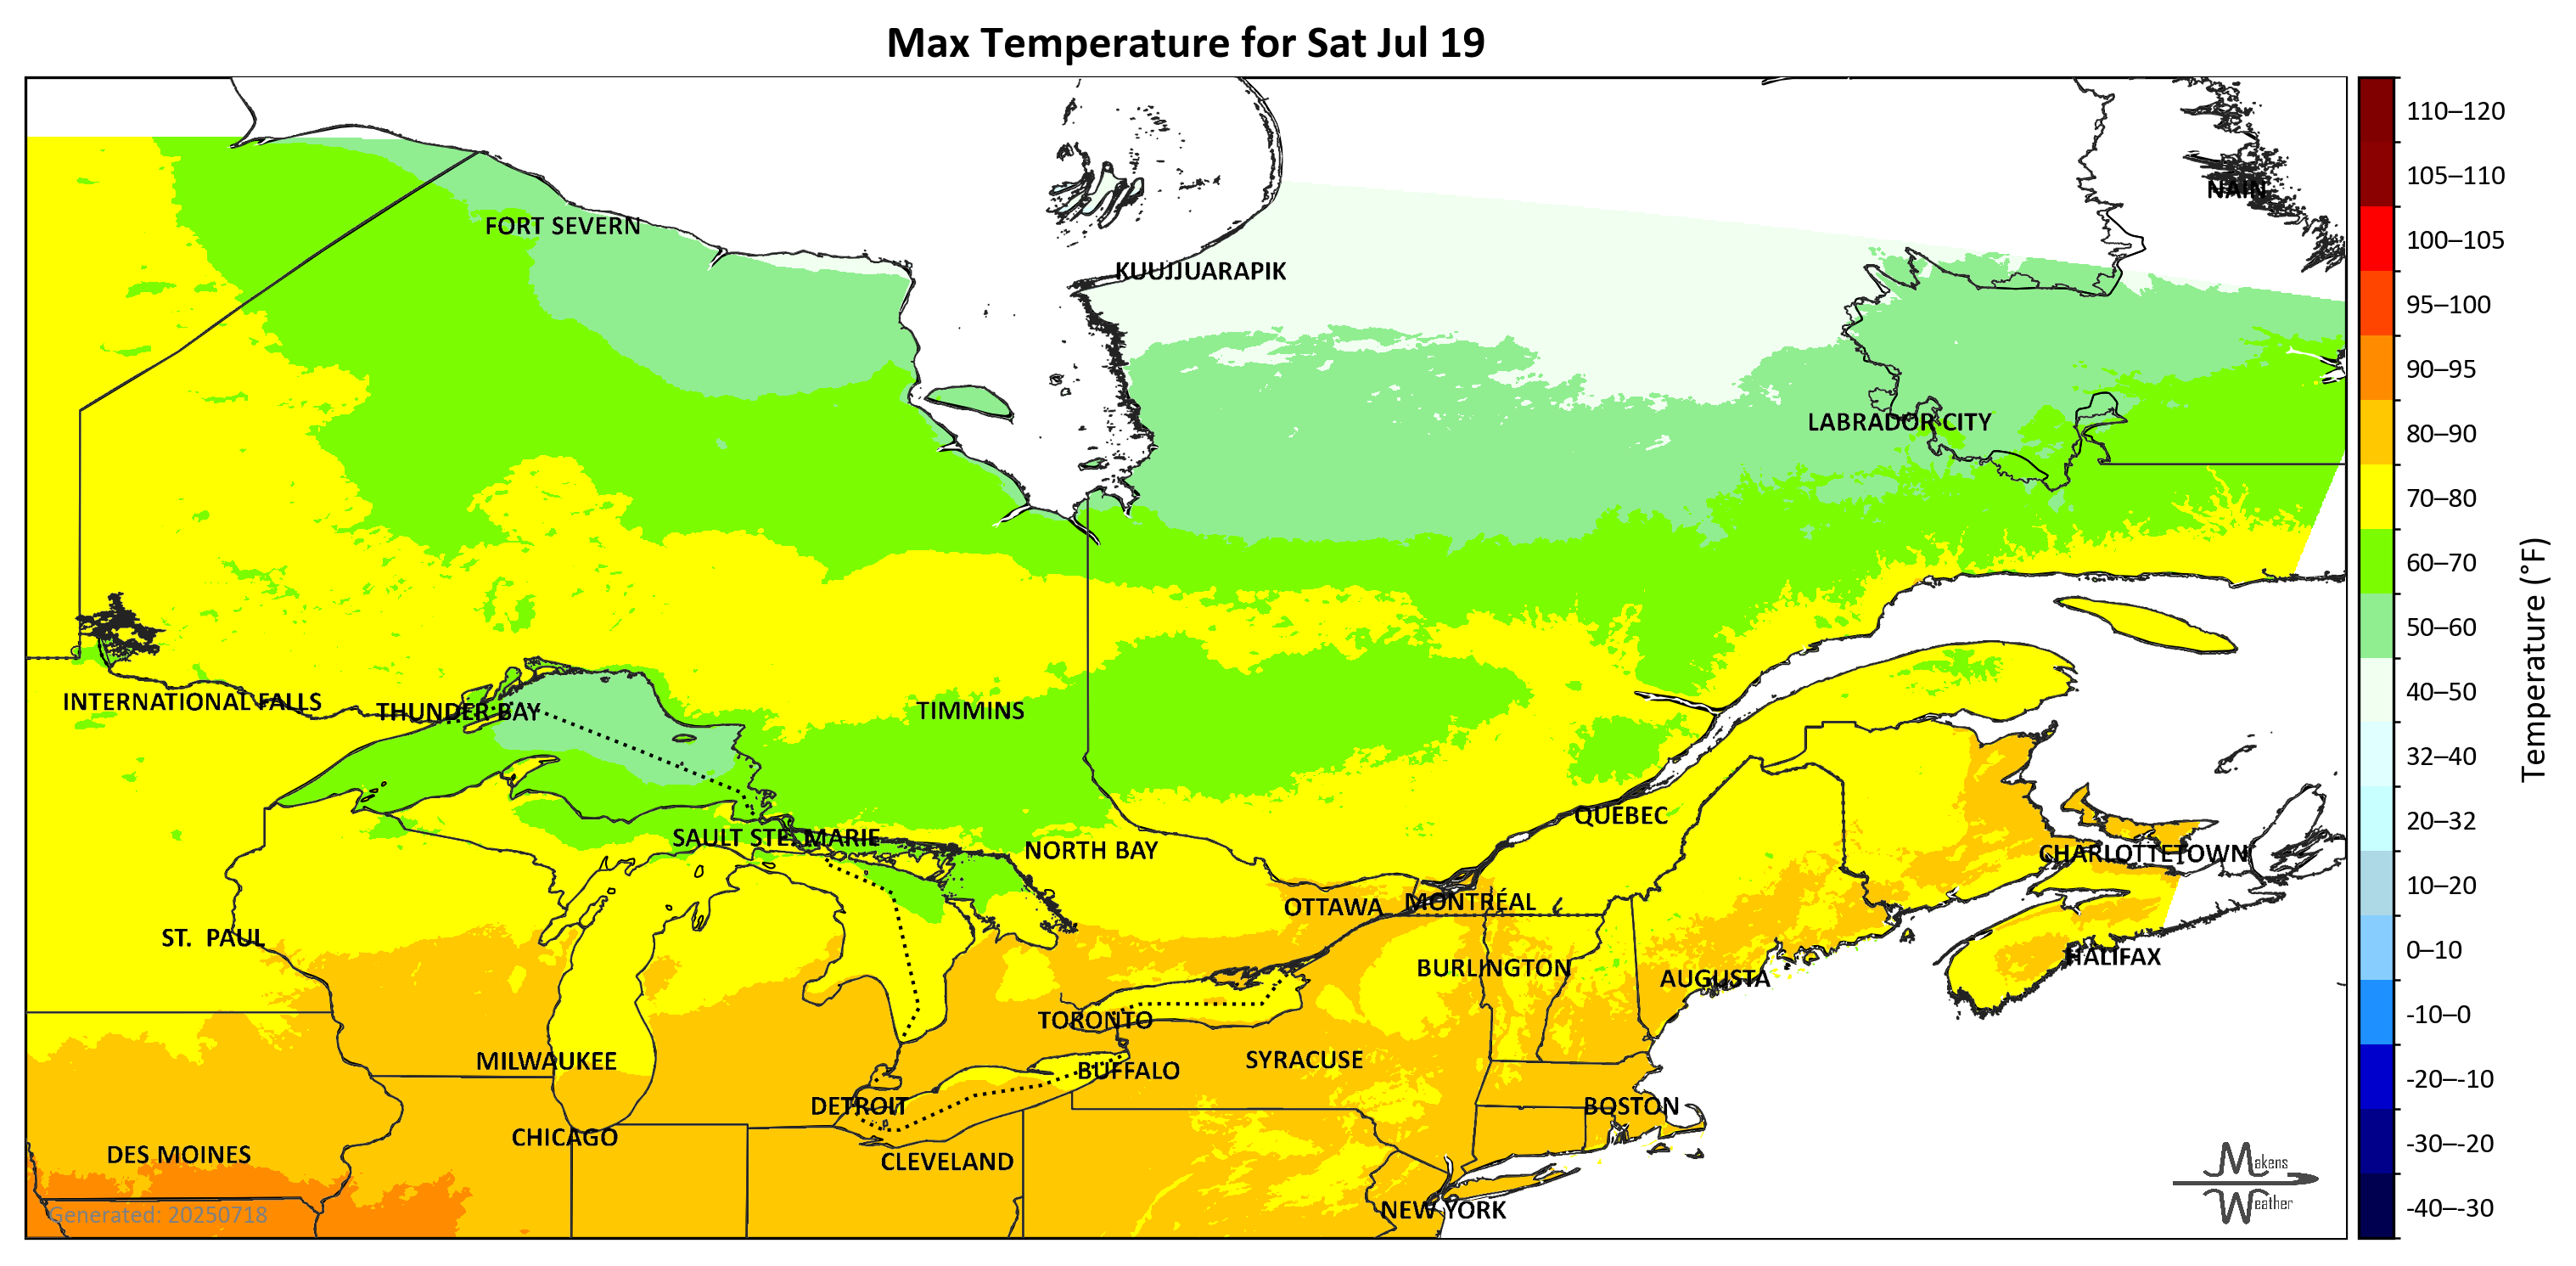 Max Temperature for Sat Jul 19
NAIN
FORT SEVERN
KUUJJUARAPIK
LABRADOR CITY
INTERNATIONAL FALLS
THUNDER BAY
TIMMINS
QUEBEC
SAULT STE. MARIE
NORTH BAY
CHARLOTTETOWN
OTTAWA
MONTRÉAL
ST.  PAUL
HALIFAX
BURLINGTON
AUGUSTA
TORONTO
MILWAUKEE
SYRACUSE
BUFFALO
DETROIT
BOSTON
CHICAGO
DES MOINES
CLEVELAND
NEW YORK
Generated: 20250718
Makens
Weather
110–120
105–110
100–105
95–100
90–95
80–90
70–80
60–70
50–60
40–50
32–40
20–32
10–20
0–10
-10–0
-20–-10
-30–-20
-40–-30
Temperature (°F)